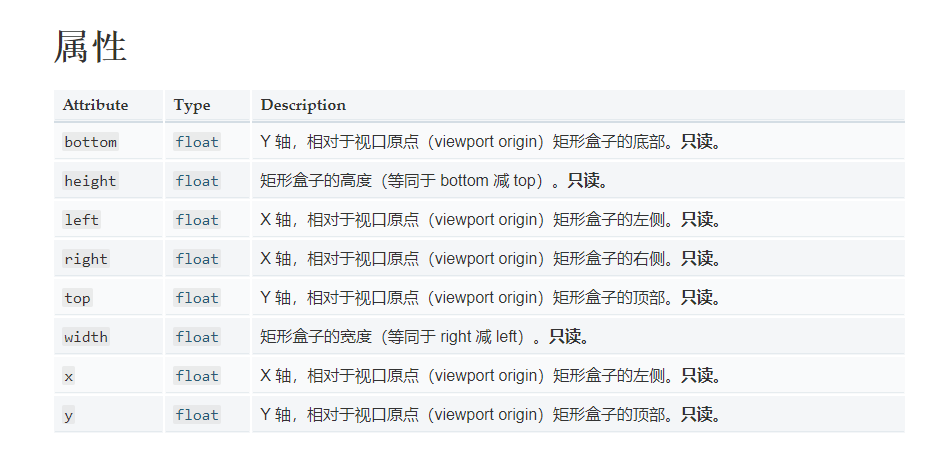 属性
Attribute Type Description
bottom float Y 轴，相对于视口原点（viewport origin）矩形盒子的底部。只读。
height float 矩形盒子的高度（等同于 bottom 减 top）。只读。
left float X 轴，相对于视口原点（viewport origin）矩形盒子的左侧。只读。
right float X 轴，相对于视口原点（viewport origin）矩形盒子的右侧。只读。
top float Y 轴，相对于视口原点（viewport origin）矩形盒子的顶部。只读。
width float 矩形盒子的宽度（等同于 right 减 left）。只读。
x float X 轴，相对于视口原点（viewport origin）矩形盒子的左侧。只读。
y float Y 轴，相对于视口原点（viewport origin）矩形盒子的顶部。只读。